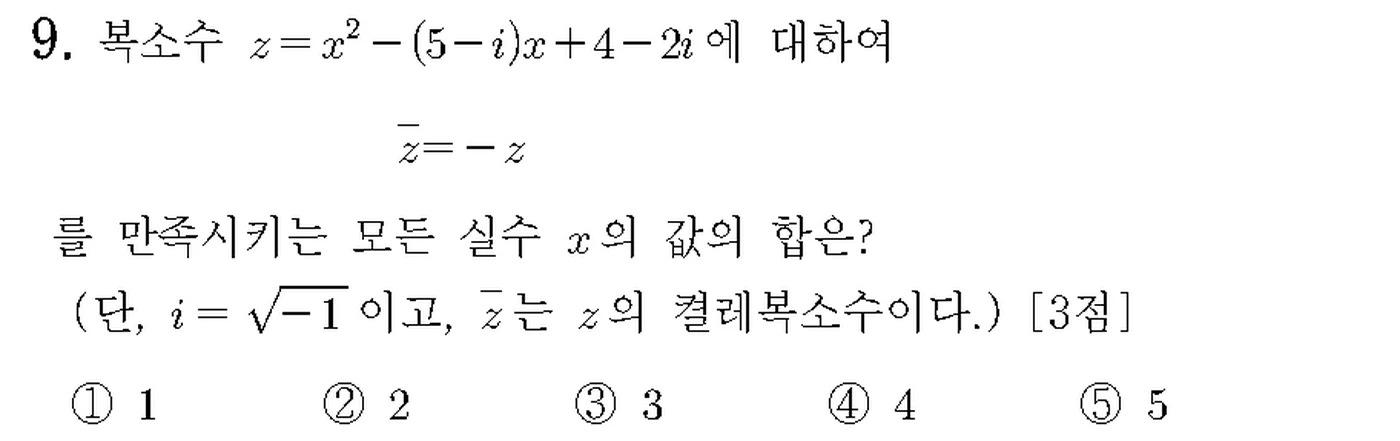 9. 복소수 z=x²-(5-i)x+4-2i에 대하여
z̅=-z
를 만족시키는 모든 실수 x의 값의 합은?
(단, i=√-1 이고, z̅는 z의 켤레복소수이다.) [3점]
① 1 ② 2 ③ 3 ④ 4 ⑤ 5